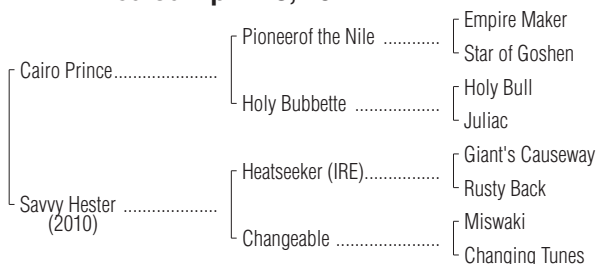 Cairo Prince.....................
Pioneerof the Nile ............
Empire Maker
Star of Goshen
Holy Bubbette ..................
Holy Bull
Juliac
Savvy Hester ...................
(2010)
Heatseeker (IRE)................
Giant's Causeway
Rusty Back
Changeable .....................
Miswaki
Changing Tunes